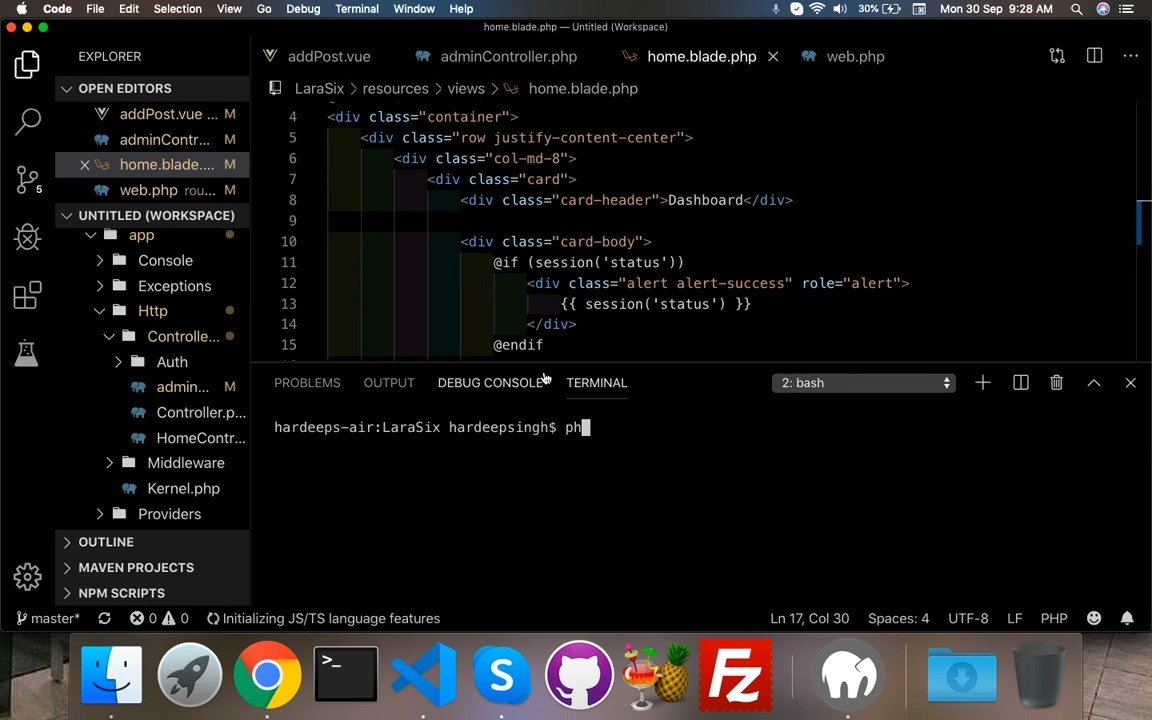 Code File Edit Selection View Go Debug Terminal Window Help 30% Mon 30 Sep 9:28 AM
home.blade.php — Untitled (Workspace)
EXPLORER
addPost.vue adminController.php home.blade.php web.php
OPEN EDITORS
addPost.vue ... M
adminContr... M
home.blade.... M
web.php rou... M
UNTITLED (WORKSPACE)
app
Console
Exceptions
Http
Controlle...
Auth
admin... M
Controller.p...
HomeContr...
Middleware
Kernel.php
Providers
OUTLINE
MAVEN PROJECTS
NPM SCRIPTS
LaraSix > resources > views > home.blade.php
4 <div class="container">
5 <div class="row justify-content-center">
6 <div class="col-md-8">
7 <div class="card">
8 <div class="card-header">Dashboard</div>
9
10 <div class="card-body">
11 @if (session('status'))
12 <div class="alert alert-success" role="alert">
13 {{ session('status') }}
14 </div>
15 @endif
PROBLEMS OUTPUT DEBUG CONSOLE TERMINAL 2: bash
hardeeps-air:LaraSix hardeepsingh$ ph
5
master* 0 0 Initializing JS/TS language features Ln 17, Col 30 Spaces: 4 UTF-8 LF PHP
>_
S
Fz